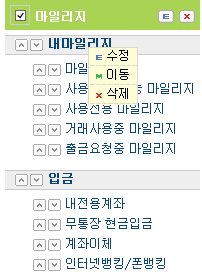 마일리지
E ×
내마일리지
E 수정
M 이동
× 삭제
마일
사용 마일리지
사용전용 마일리지
거래사용중 마일리지
출금요청중 마일리지
입금
내전용계좌
무통장 현금입금
계좌이체
인터넷뱅킹/폰뱅킹